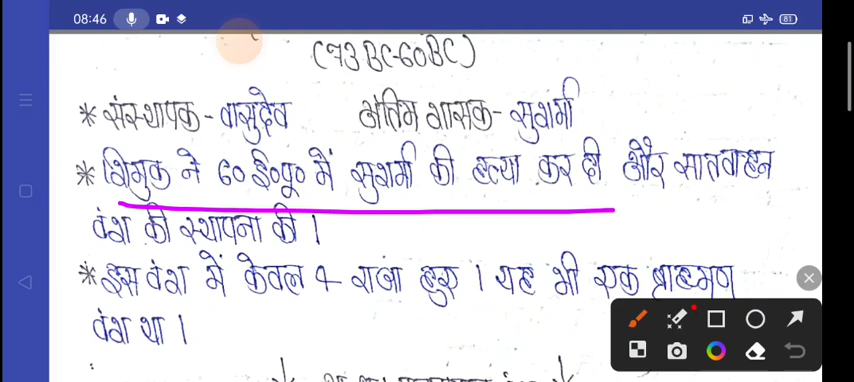 08:46 81
(73 BC-60BC)
* संस्थापक - वासुदेव अंतिम शासक - सुशर्मा
* शिमुक ने 60 ई०पू० में सुशर्मा की हत्या कर दी और सातवाहन
वंश की स्थापना की।
* इस वंश में केवल 4 राजा हुए । यह भी एक ब्राह्मण
वंश था ।